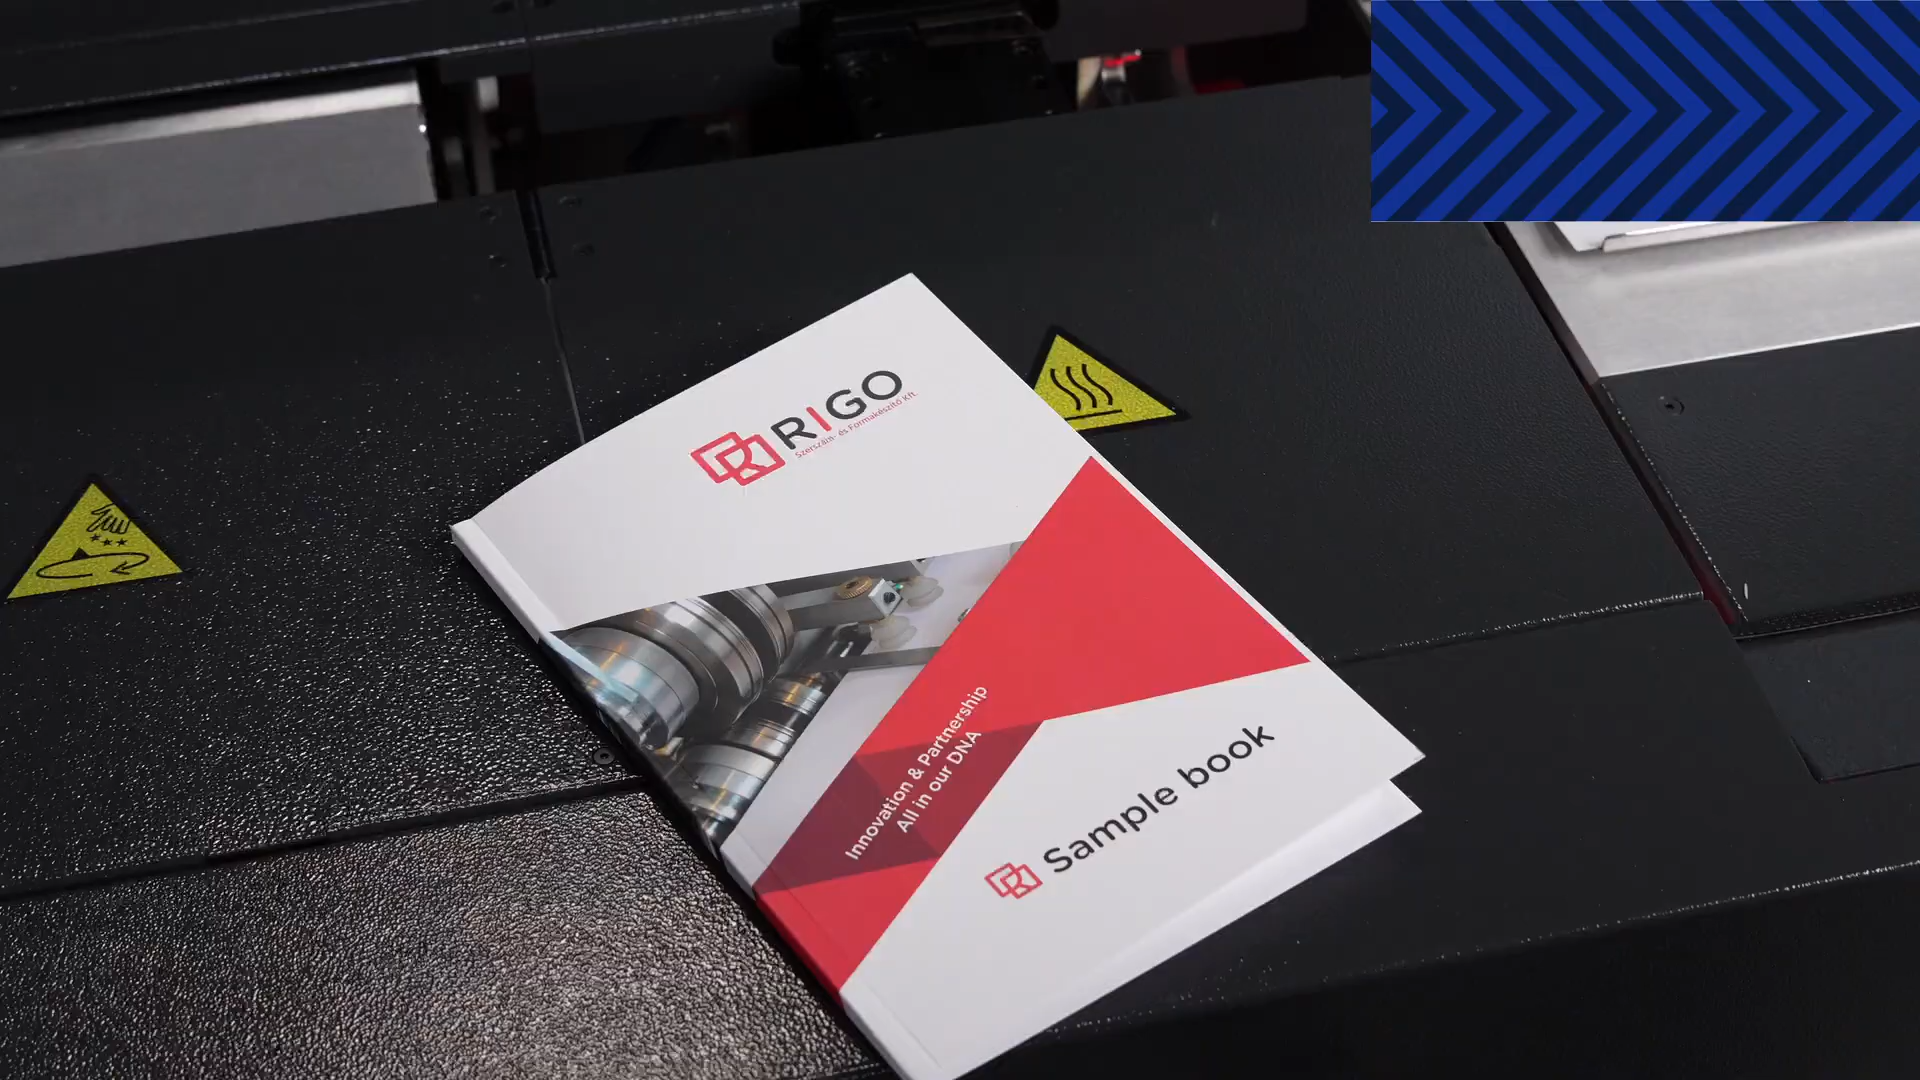 RIGO
Szerszám- és Formakészítő Kft.
Innovation & Partnership
All in our DNA
Sample book